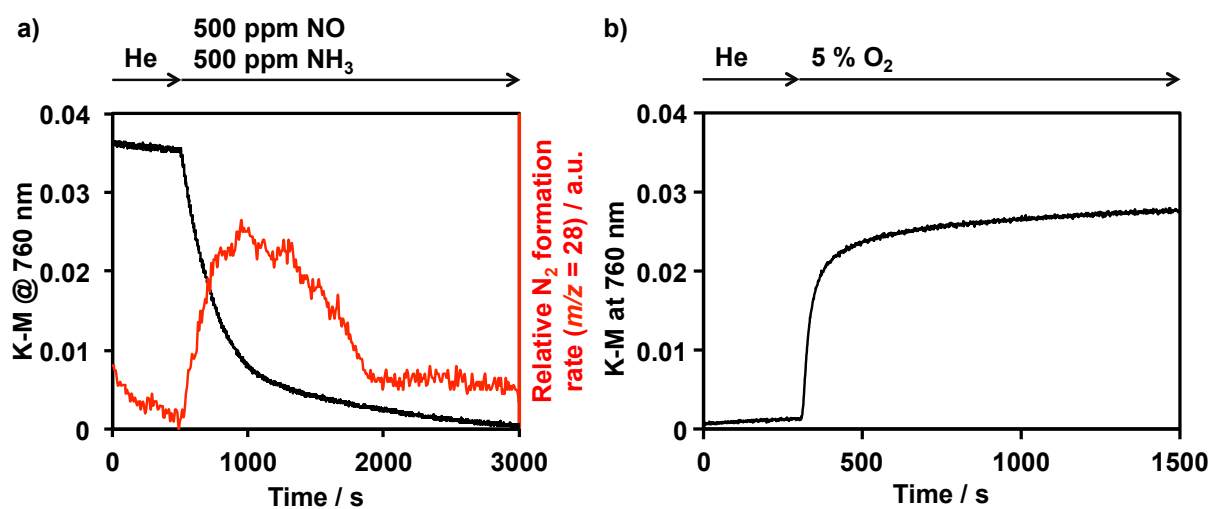 a)
500 ppm NO
He
500 ppm NH₃
0.04
0.03
0.02
0.01
0
K-M @ 760 nm
0
1000
2000
3000
Time / s
Relative N₂ formation
rate (m/z = 28) / a.u.
b)
He
5 % O₂
0.04
0.03
0.02
0.01
0
K-M at 760 nm
0
500
1000
1500
Time / s